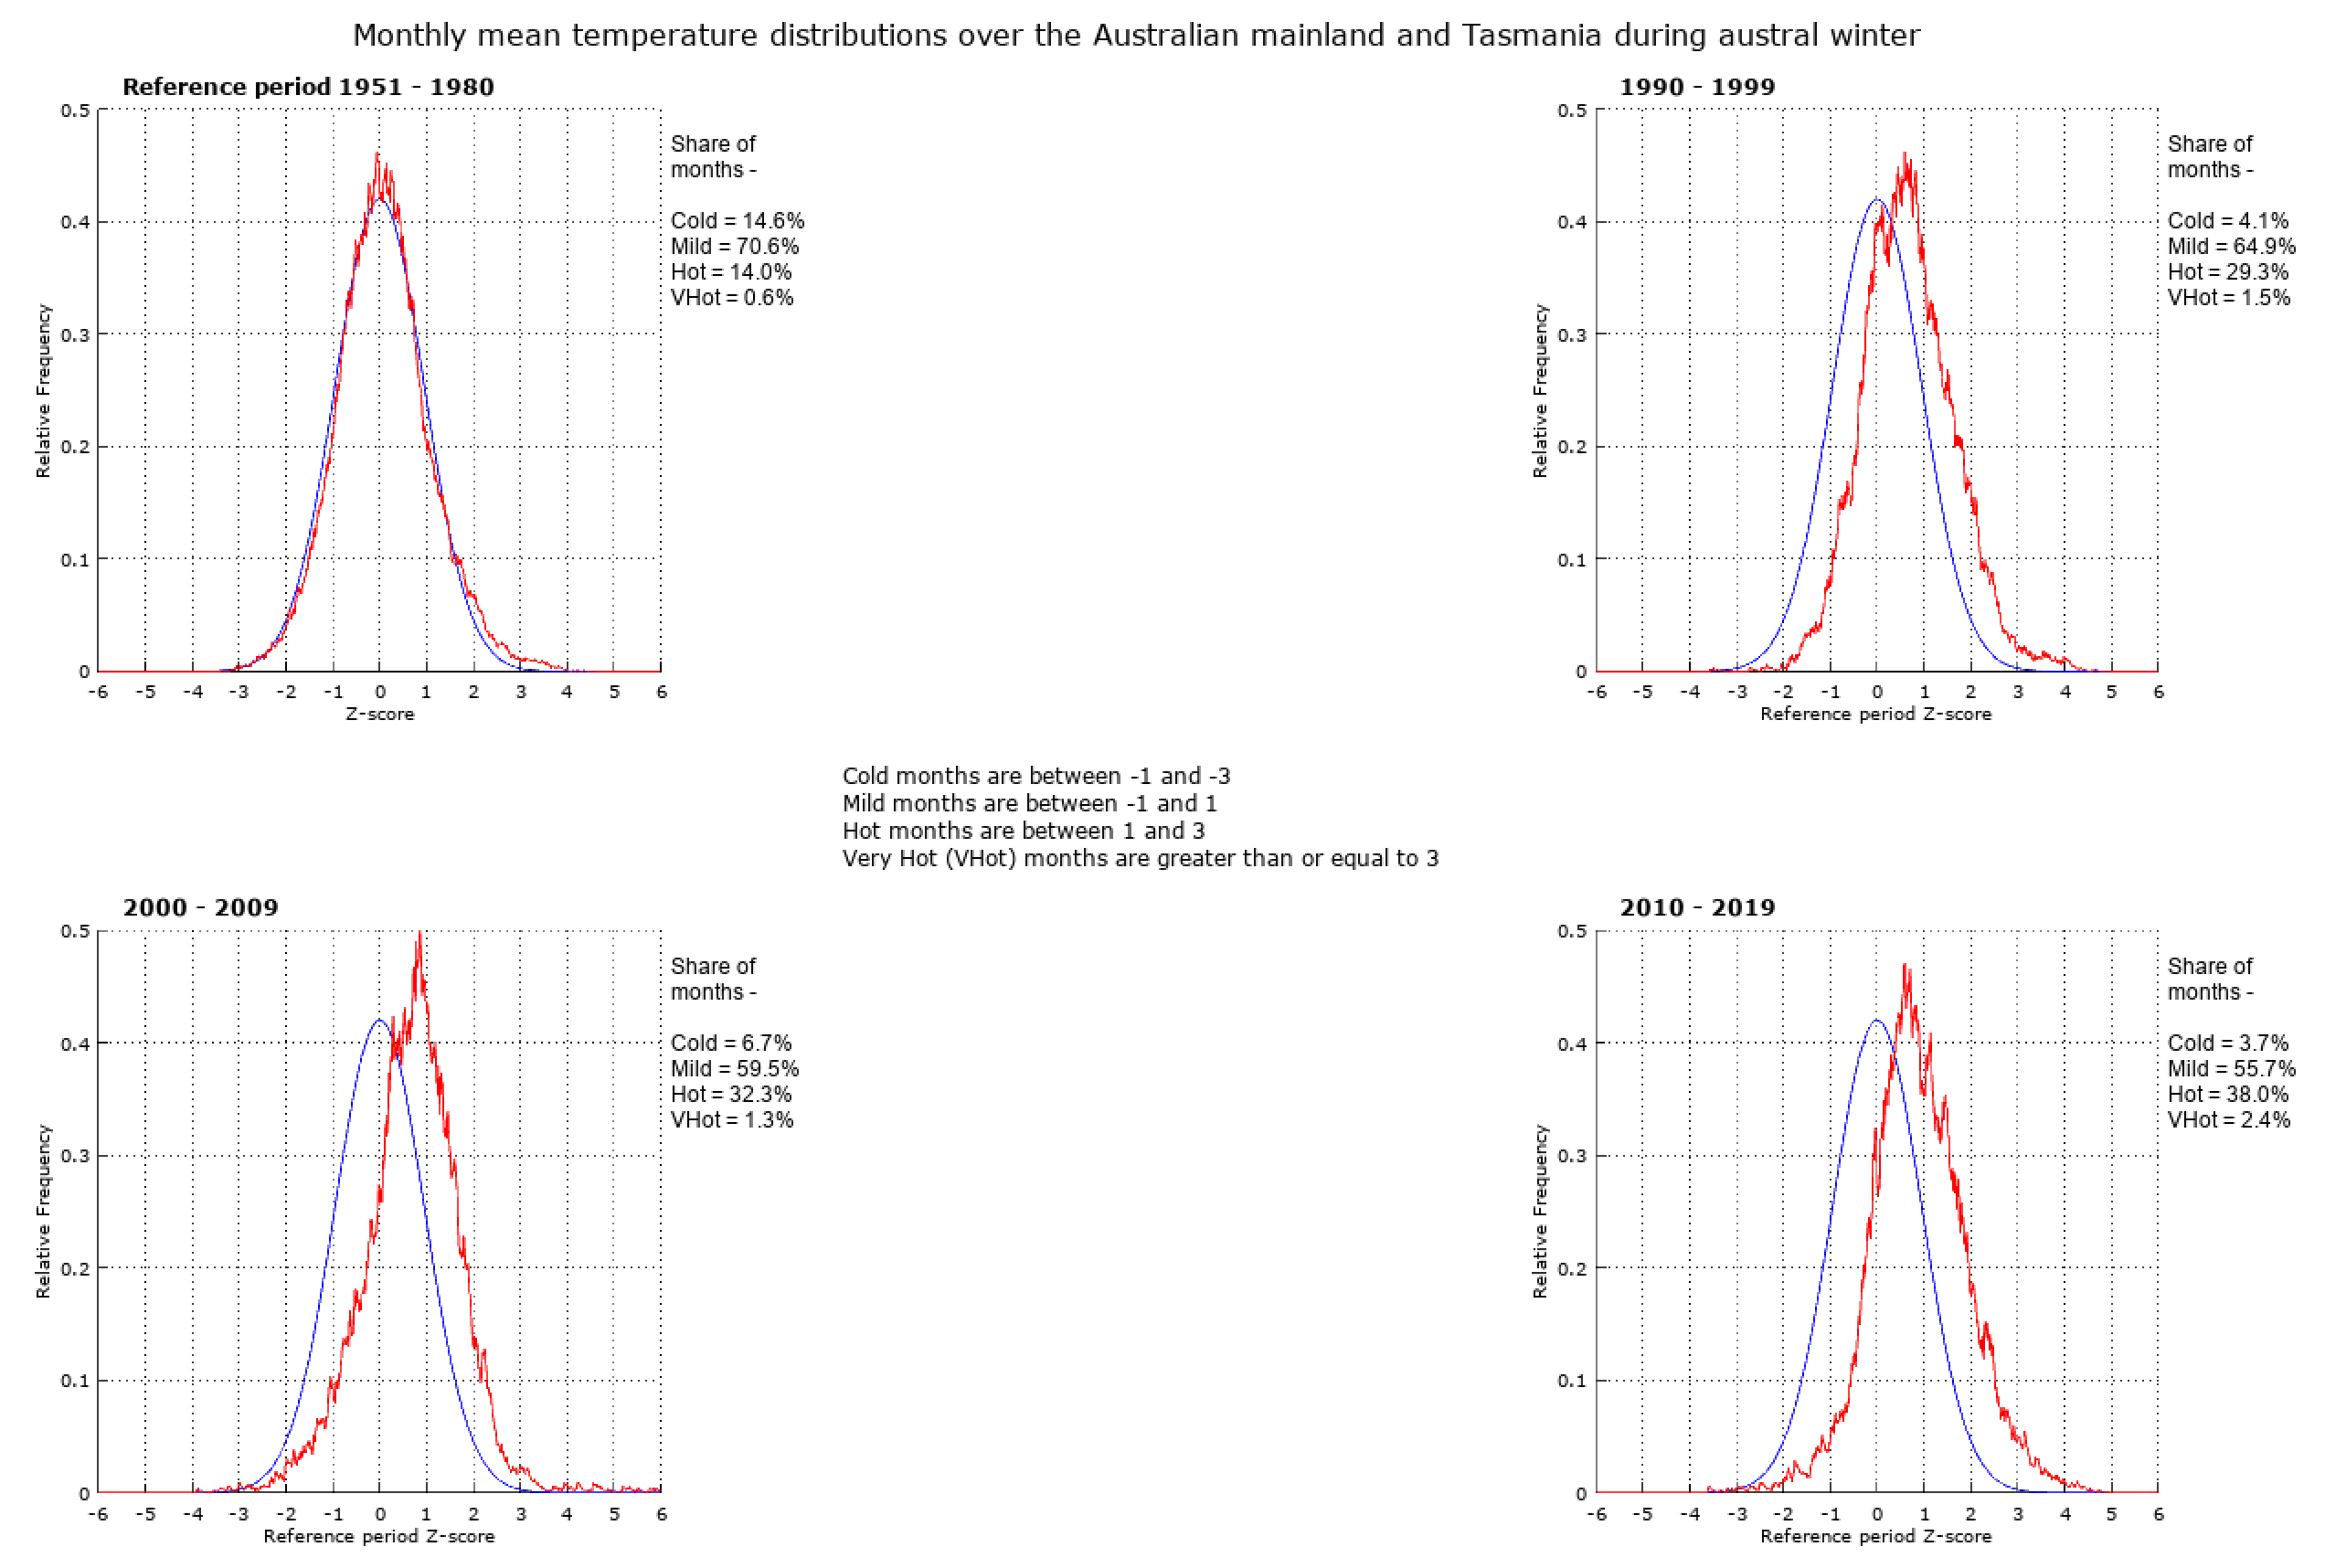 Monthly mean temperature distributions over the Australian mainland and Tasmania during austral winter
Reference period 1951 - 1980
0.5
0.4
0.3
0.2
0.1
0
Relative Frequency
-6 -5 -4 -3 -2 -1 0 1 2 3 4 5 6
Z-score
Share of
months -
Cold = 14.6%
Mild = 70.6%
Hot = 14.0%
VHot = 0.6%
1990 - 1999
0.5
0.4
0.3
0.2
0.1
0
Relative Frequency
-6 -5 -4 -3 -2 -1 0 1 2 3 4 5 6
Reference period Z-score
Share of
months -
Cold = 4.1%
Mild = 64.9%
Hot = 29.3%
VHot = 1.5%
Cold months are between -1 and -3
Mild months are between -1 and 1
Hot months are between 1 and 3
Very Hot (VHot) months are greater than or equal to 3
2000 - 2009
0.5
0.4
0.3
0.2
0.1
0
Relative Frequency
-6 -5 -4 -3 -2 -1 0 1 2 3 4 5 6
Reference period Z-score
Share of
months -
Cold = 6.7%
Mild = 59.5%
Hot = 32.3%
VHot = 1.3%
2010 - 2019
0.5
0.4
0.3
0.2
0.1
0
Relative Frequency
-6 -5 -4 -3 -2 -1 0 1 2 3 4 5 6
Reference period Z-score
Share of
months -
Cold = 3.7%
Mild = 55.7%
Hot = 38.0%
VHot = 2.4%